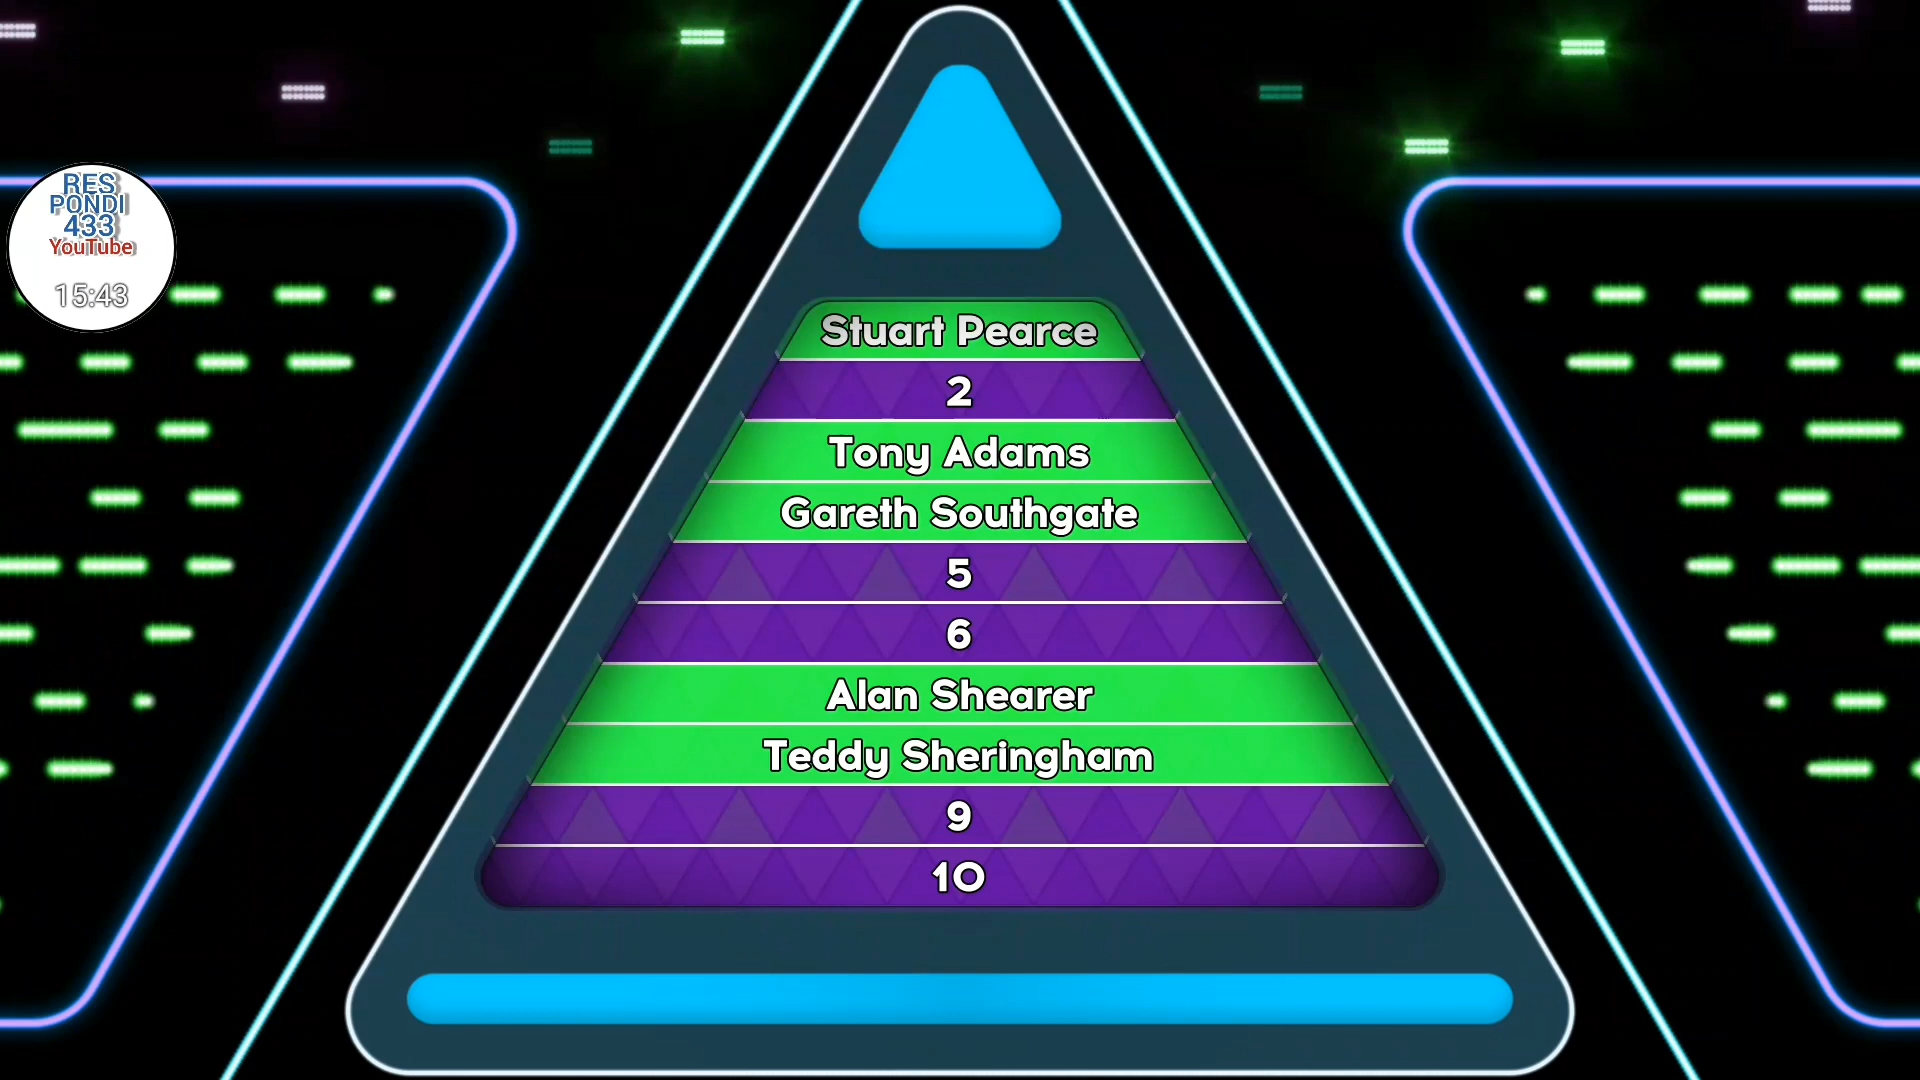 RES
PONDI
433
YouTube
15:43
Stuart Pearce
2
Tony Adams
Gareth Southgate
5
6
Alan Shearer
Teddy Sheringham
9
10